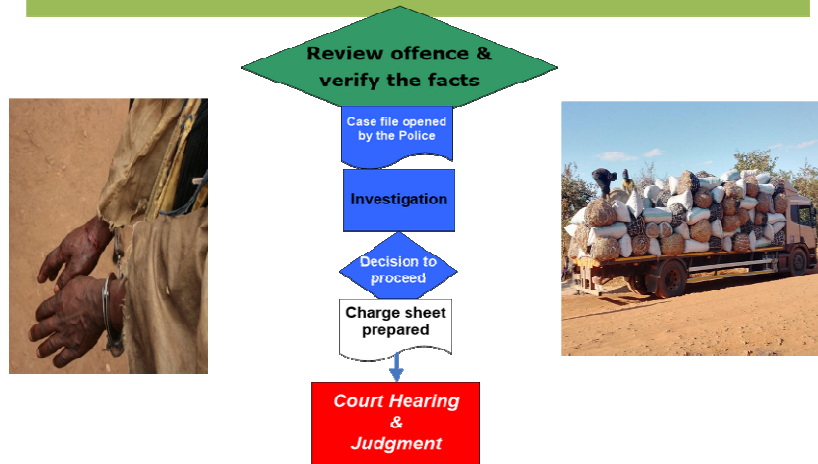 Review offence &
verify the facts
Case file opened
by the Police
Investigation
Decision to
proceed
Charge sheet
prepared
Court Hearing
&
Judgment